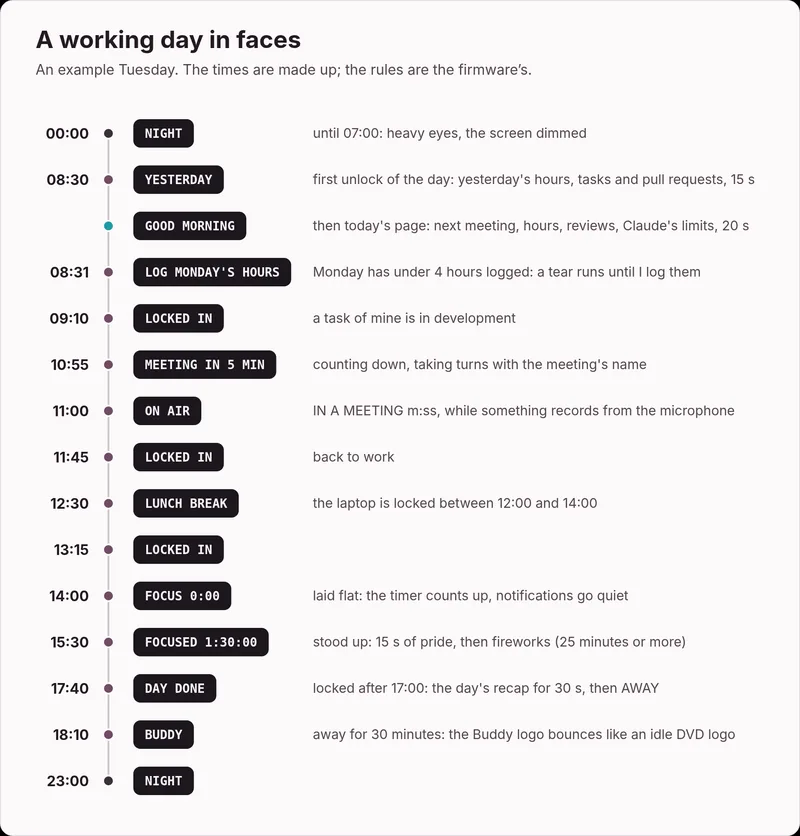 A working day in faces
An example Tuesday. The times are made up; the rules are the firmware’s.
00:00 NIGHT until 07:00: heavy eyes, the screen dimmed
08:30 YESTERDAY first unlock of the day: yesterday's hours, tasks and pull requests, 15 s
GOOD MORNING then today's page: next meeting, hours, reviews, Claude's limits, 20 s
08:31 LOG MONDAY'S HOURS Monday has under 4 hours logged: a tear runs until I log them
09:10 LOCKED IN a task of mine is in development
10:55 MEETING IN 5 MIN counting down, taking turns with the meeting's name
11:00 ON AIR IN A MEETING m:ss, while something records from the microphone
11:45 LOCKED IN back to work
12:30 LUNCH BREAK the laptop is locked between 12:00 and 14:00
13:15 LOCKED IN
14:00 FOCUS 0:00 laid flat: the timer counts up, notifications go quiet
15:30 FOCUSED 1:30:00 stood up: 15 s of pride, then fireworks (25 minutes or more)
17:40 DAY DONE locked after 17:00: the day's recap for 30 s, then AWAY
18:10 BUDDY away for 30 minutes: the Buddy logo bounces like an idle DVD logo
23:00 NIGHT